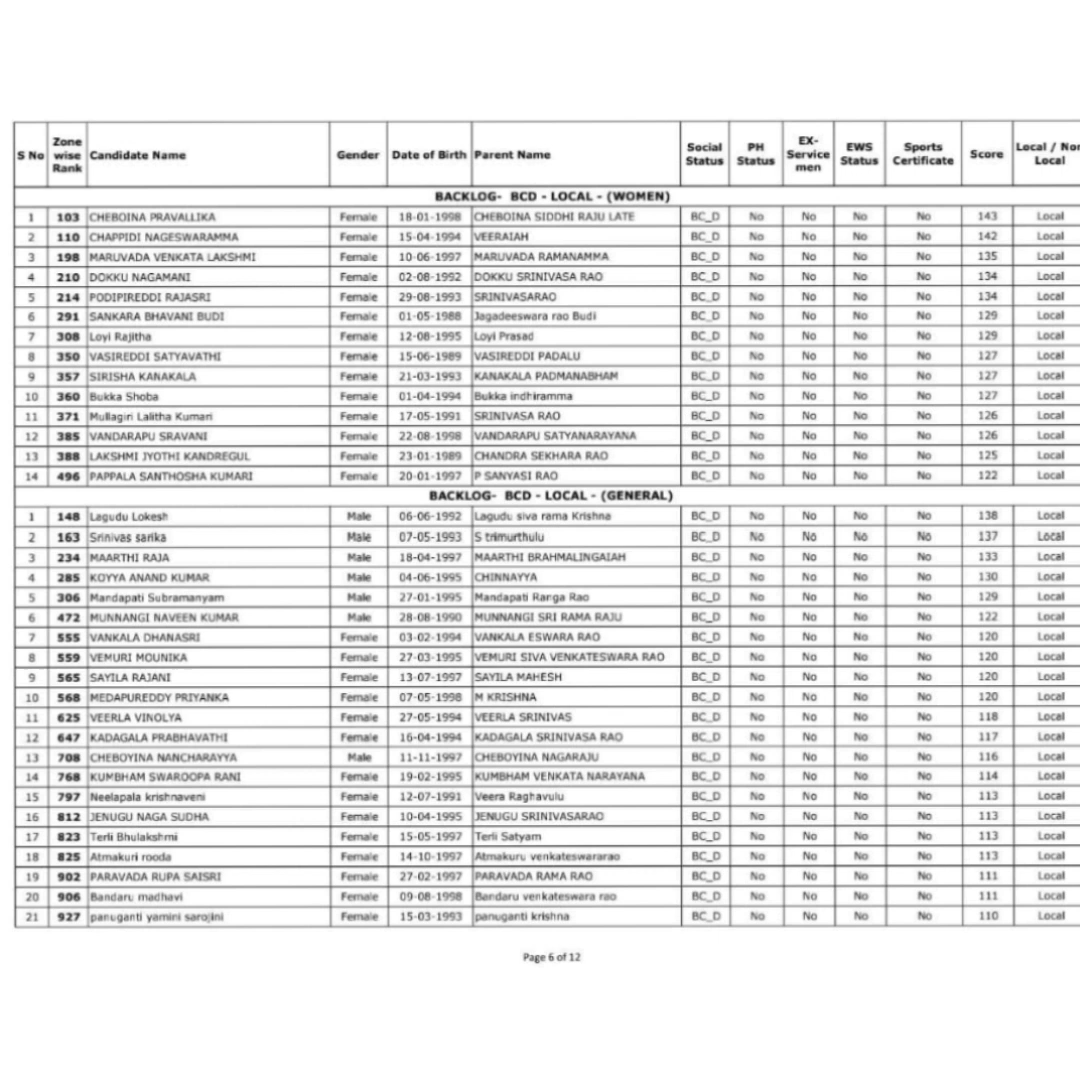 S No Zone wise Rank Candidate Name Gender Date of Birth Parent Name Social Status PH Status EX-Service men EWS Status Sports Certificate Score Local / Non Local
BACKLOG- BCD - LOCAL - (WOMEN)
1 103 CHEBOINA PRAVALLIKA Female 18-01-1998 CHEBOINA SIDDHI RAJU LATE BC_D No No No No 143 Local
2 110 CHAPPIDI NAGESWARAMMA Female 15-04-1994 VEERAIAH BC_D No No No No 142 Local
3 198 MARUVADA VENKATA LAKSHMI Female 10-06-1997 MARUVADA RAMANAMMA BC_D No No No No 135 Local
4 210 DOKKU NAGAMANI Female 02-08-1992 DOKKU SRINIVASA RAO BC_D No No No No 134 Local
5 214 PODIPIREDDI RAJASRI Female 29-08-1993 SRINIVASARAO BC_D No No No No 134 Local
6 291 SANKARA BHAVANI BUDI Female 01-05-1988 Jagadeeswara rao Budi BC_D No No No No 129 Local
7 308 Loyi Rajitha Female 12-08-1995 Loyi Prasad BC_D No No No No 129 Local
8 350 VASIREDDI SATYAVATHI Female 15-06-1989 VASIREDDI PADALU BC_D No No No No 127 Local
9 357 SIRISHA KANAKALA Female 21-03-1993 KANAKALA PADMANABHAM BC_D No No No No 127 Local
10 360 Bukka Shoba Female 01-04-1994 Bukka indhiramma BC_D No No No No 127 Local
11 371 Mullagiri Lalitha Kumari Female 17-05-1991 SRINIVASA RAO BC_D No No No No 126 Local
12 385 VANDARAPU SRAVANI Female 22-08-1998 VANDARAPU SATYANARAYANA BC_D No No No No 126 Local
13 388 LAKSHMI JYOTHI KANDREGUL Female 23-01-1989 CHANDRA SEKHARA RAO BC_D No No No No 125 Local
14 496 PAPPALA SANTHOSHA KUMARI Female 20-01-1997 P SANYASI RAO BC_D No No No No 122 Local
BACKLOG- BCD - LOCAL - (GENERAL)
1 148 Lagudu Lokesh Male 06-06-1992 Lagudu siva rama Krishna BC_D No No No No 138 Local
2 163 Srinivas sarika Male 07-05-1993 S trimurthulu BC_D No No No No 137 Local
3 234 MAARTHI RAJA Male 18-04-1997 MAARTHI BRAHMALINGAIAH BC_D No No No No 133 Local
4 285 KOYYA ANAND KUMAR Male 04-06-1995 CHINNAYYA BC_D No No No No 130 Local
5 306 Mandapati Subramanyam Male 27-01-1995 Mandapati Ranga Rao BC_D No No No No 129 Local
6 472 MUNNANGI NAVEEN KUMAR Male 28-08-1990 MUNNANGI SRI RAMA RAJU BC_D No No No No 122 Local
7 555 VANKALA DHANASRI Female 03-02-1994 VANKALA ESWARA RAO BC_D No No No No 120 Local
8 559 VEMURI MOUNIKA Female 27-03-1995 VEMURI SIVA VENKATESWARA RAO BC_D No No No No 120 Local
9 565 SAYILA RAJANI Female 13-07-1997 SAYILA MAHESH BC_D No No No No 120 Local
10 568 MEDAPUREDDY PRIYANKA Female 07-05-1998 M KRISHNA BC_D No No No No 120 Local
11 625 VEERLA VINOLYA Female 27-05-1994 VEERLA SRINIVAS BC_D No No No No 118 Local
12 647 KADAGALA PRABHAVATHI Female 16-04-1994 KADAGALA SRINIVASA RAO BC_D No No No No 117 Local
13 708 CHEBOYINA NANCHARAYYA Male 11-11-1997 CHEBOYINA NAGARAJU BC_D No No No No 116 Local
14 768 KUMBHAM SWAROOPA RANI Female 19-02-1995 KUMBHAM VENKATA NARAYANA BC_D No No No No 114 Local
15 797 Neelapala krishnaveni Female 12-07-1991 Veera Raghavulu BC_D No No No No 113 Local
16 812 JENUGU NAGA SUDHA Female 10-04-1995 JENUGU SRINIVASARAO BC_D No No No No 113 Local
17 823 Terli Bhulakshmi Female 15-05-1997 Terli Satyam BC_D No No No No 113 Local
18 825 Atmakuri rooda Female 14-10-1997 Atmakuru venkateswararao BC_D No No No No 113 Local
19 902 PARAVADA RUPA SAISRI Female 27-02-1997 PARAVADA RAMA RAO BC_D No No No No 111 Local
20 906 Bandaru madhavi Female 09-08-1998 Bandaru venkateswara rao BC_D No No No No 111 Local
21 927 panuganti yamini sarojini Female 15-03-1993 panuganti krishna BC_D No No No No 110 Local
Page 6 of 12